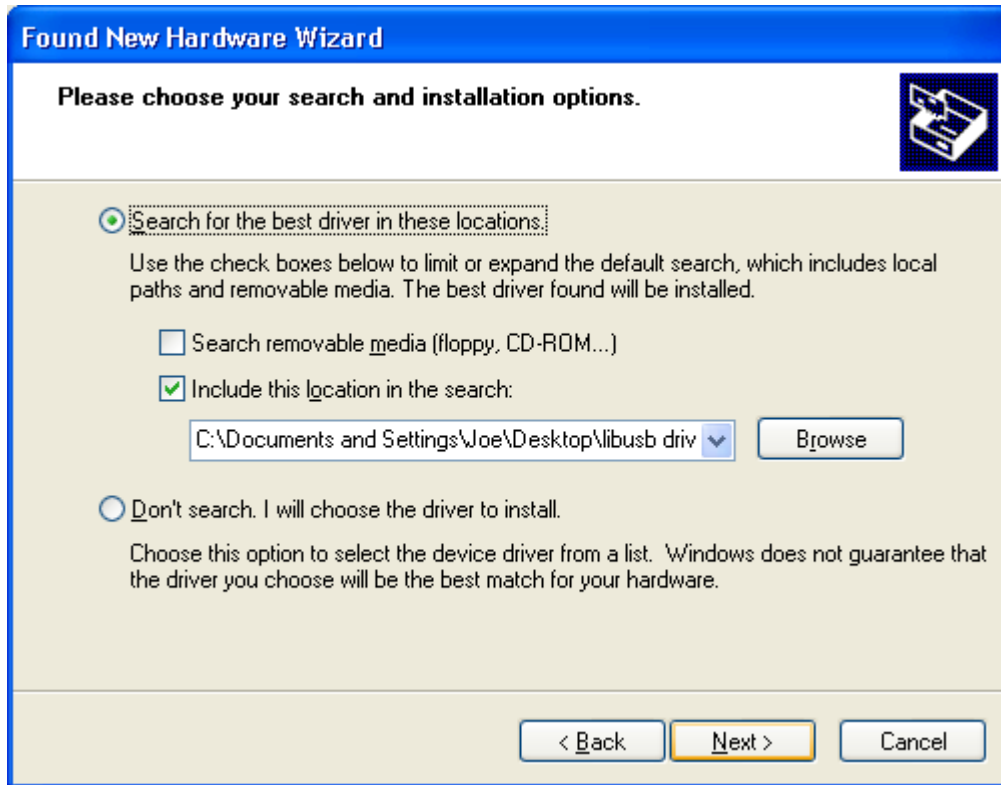 Found New Hardware Wizard
Please choose your search and installation options.
Search for the best driver in these locations.
Use the check boxes below to limit or expand the default search, which includes local
paths and removable media. The best driver found will be installed.
Search removable media (floppy, CD-ROM...)
Include this location in the search:
C:\Documents and Settings\Joe\Desktop\libusb driv
Browse
Don't search. I will choose the driver to install.
Choose this option to select the device driver from a list. Windows does not guarantee that
the driver you choose will be the best match for your hardware.
< Back Next > Cancel